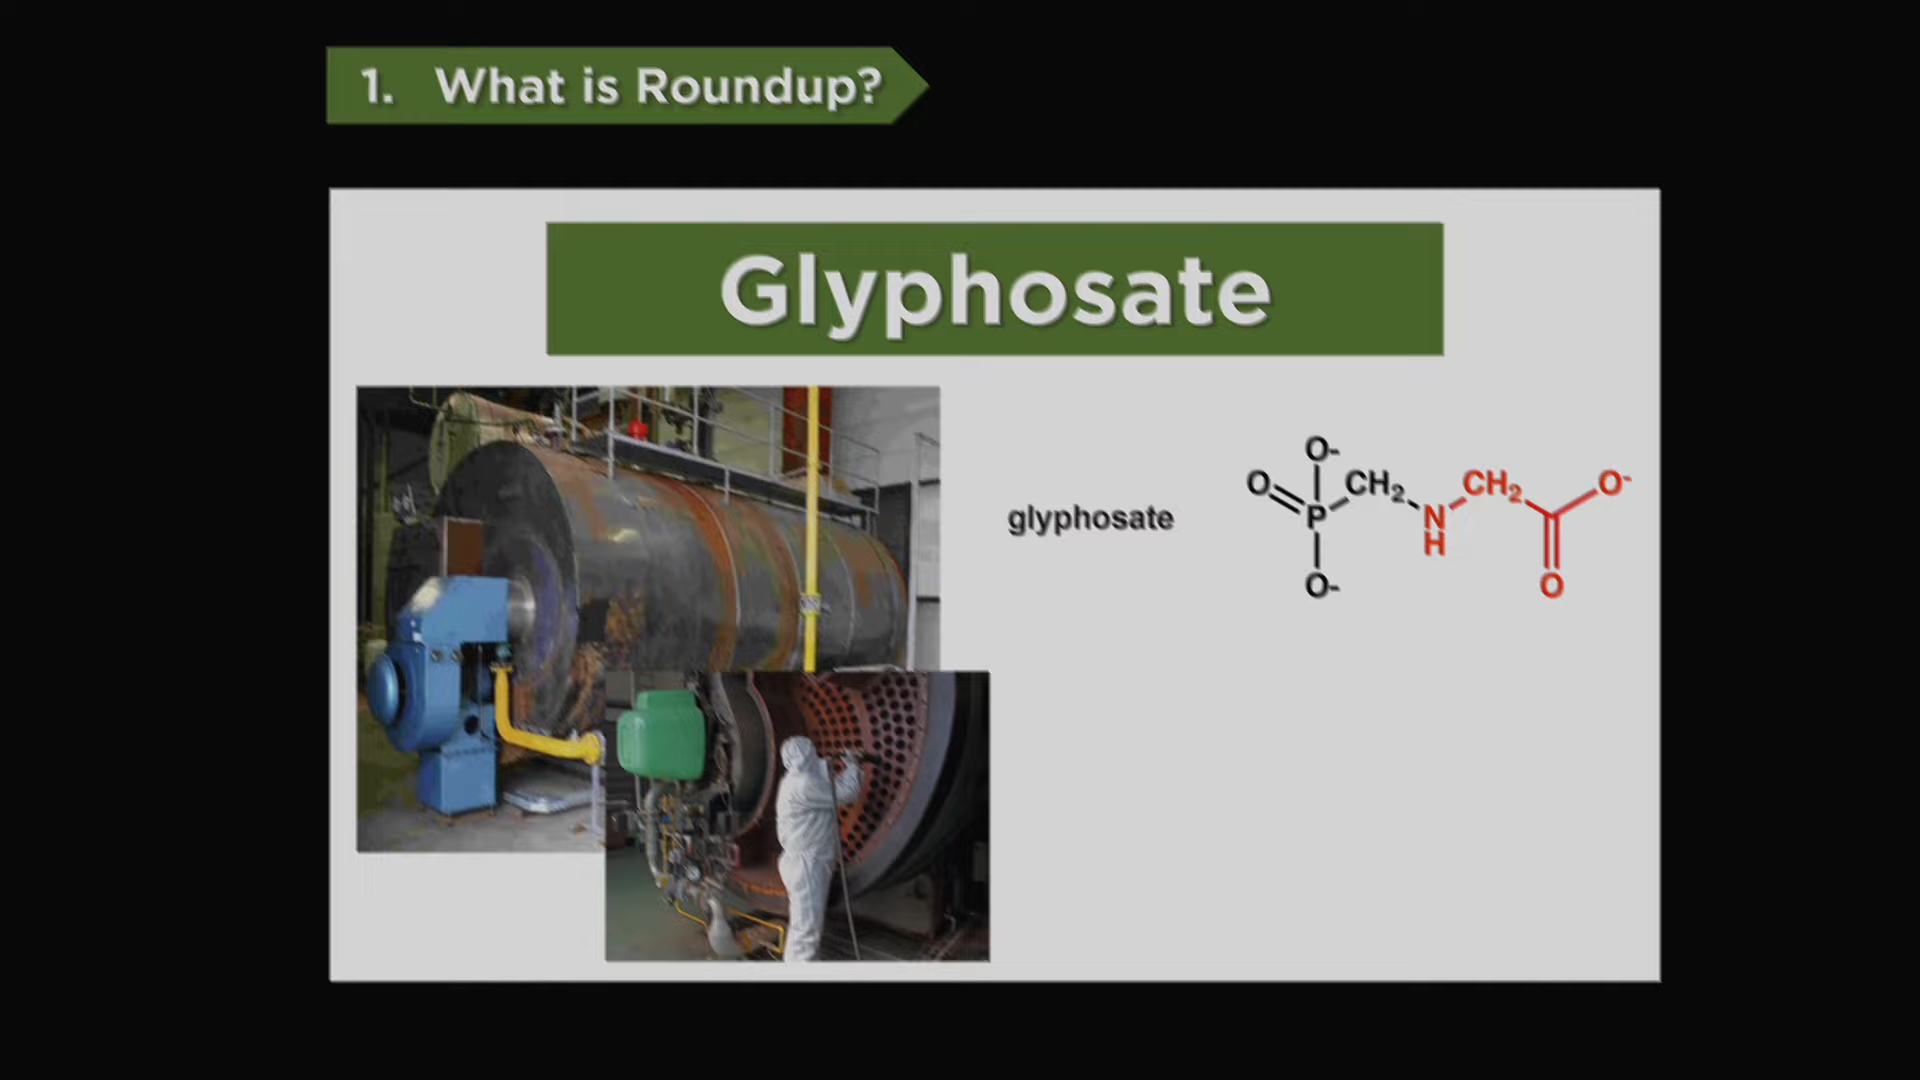 1. What is Roundup?
Glyphosate
glyphosate
O-
O
P
CH2
N
H
CH2
O-
O-
O